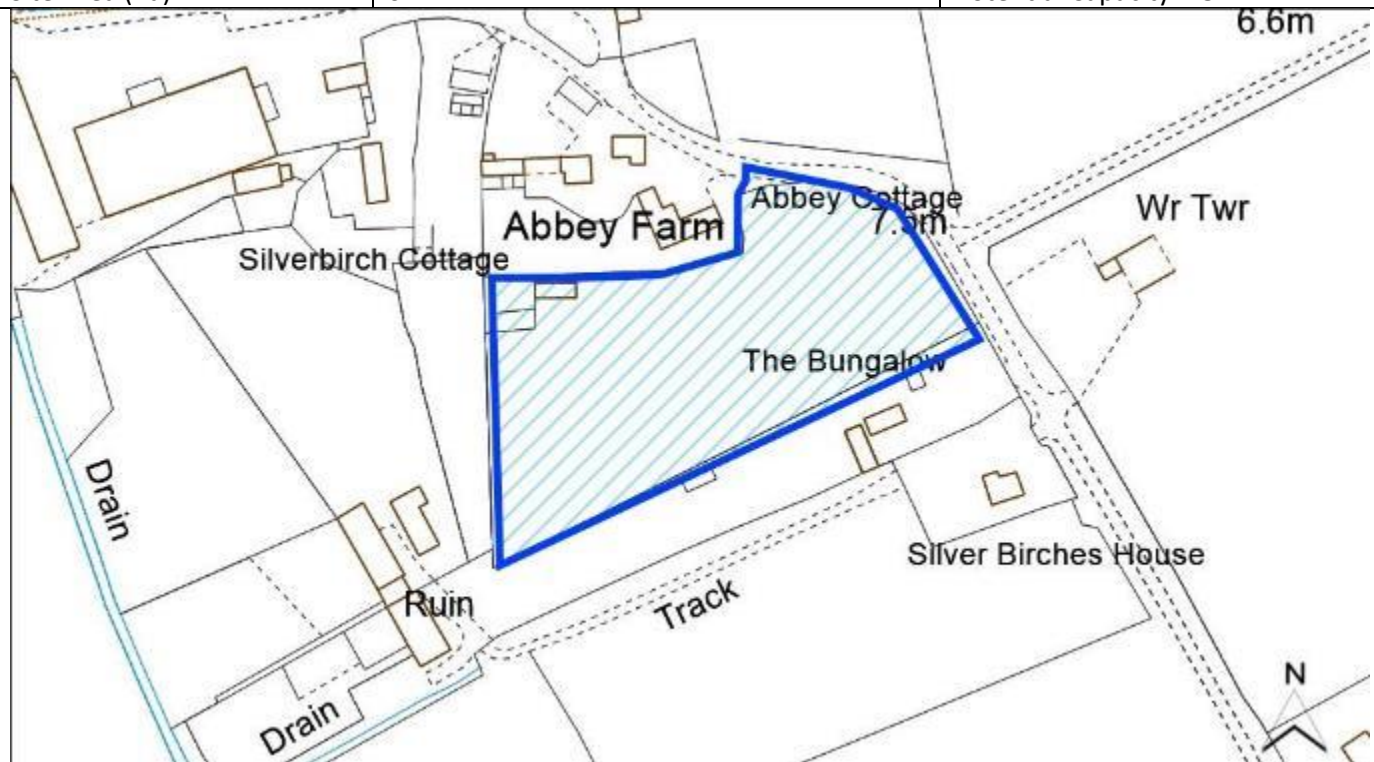 6.6m
Abbey Cottage
7.5m
Wr Twr
Abbey Farm
Silverbirch Cottage
The Bungalow
Drain
Silver Birches House
Ruin
Track
Drain
N